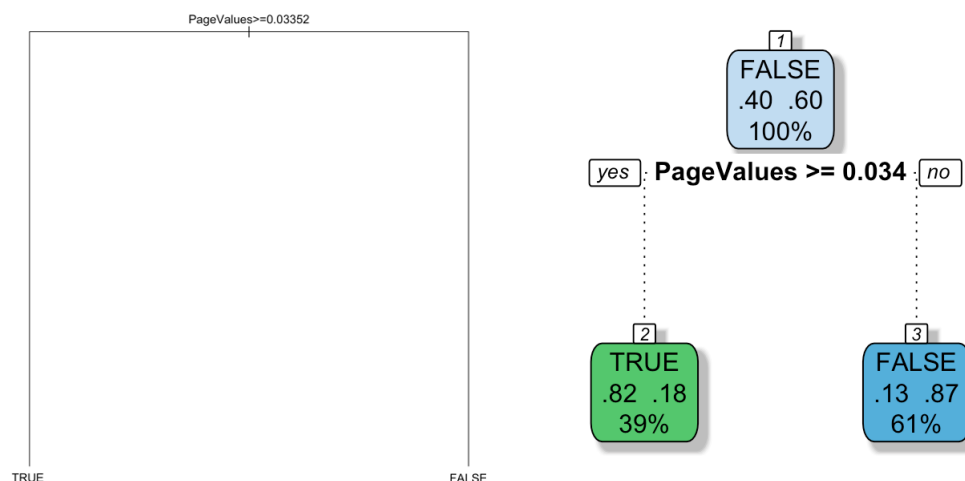 PageValues>=0.03352
TRUE
FALSE
1
FALSE
.40 .60
100%
yes PageValues >= 0.034 no
2
TRUE
.82 .18
39%
3
FALSE
.13 .87
61%